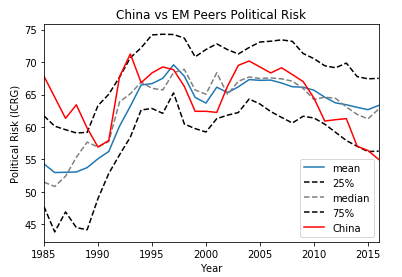 China vs EM Peers Political Risk
Political Risk (ICRG)
75
70
65
60
55
50
45
mean
25%
median
75%
China
1985
1990
1995
2000
2005
2010
2015
Year